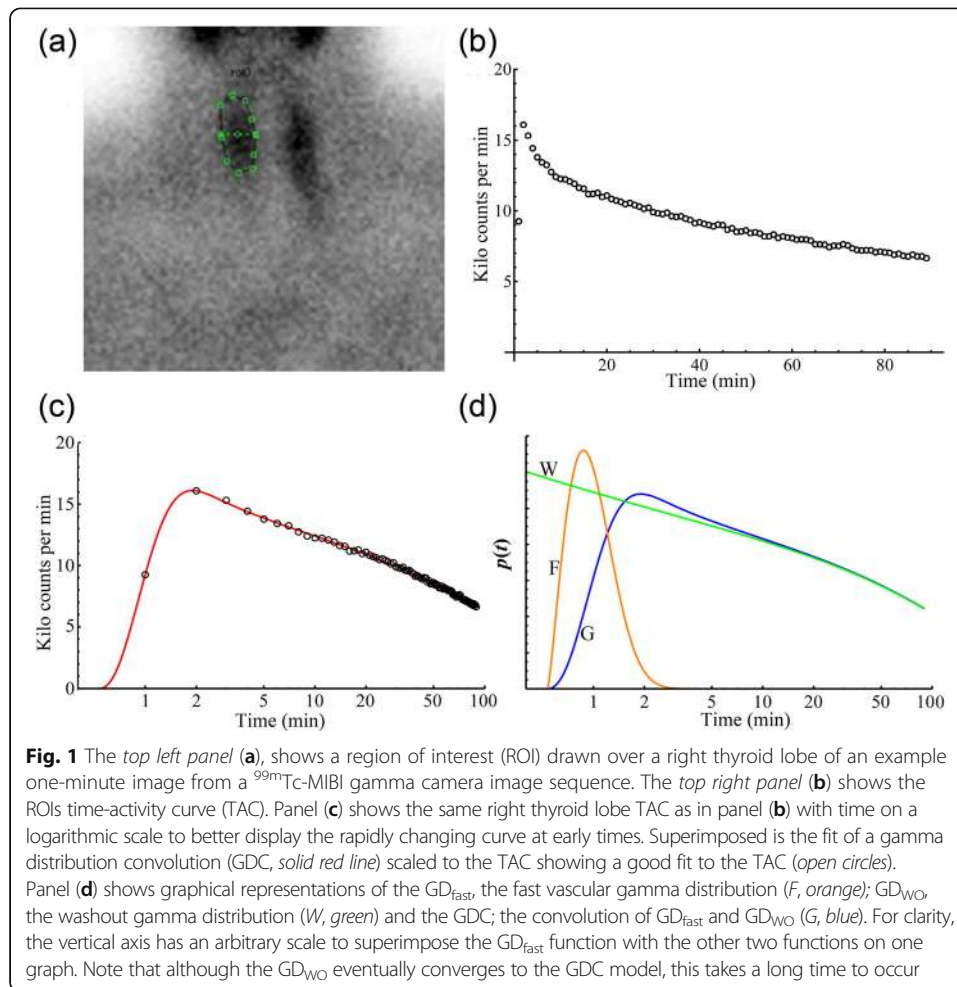 (a)
(b)
20
15
10
5
Kilo counts per min
20
40
60
80
Time (min)
(c)
20
15
10
5
0
Kilo counts per min
1
2
5
10
20
50
100
Time (min)
(d)
p(t)
W
F
G
1
2
5
10
20
50
100
Time (min)
Fig. 1 The top left panel (a), shows a region of interest (ROI) drawn over a right thyroid lobe of an example
one-minute image from a ⁹⁹ᵐTc-MIBI gamma camera image sequence. The top right panel (b) shows the
ROIs time-activity curve (TAC). Panel (c) shows the same right thyroid lobe TAC as in panel (b) with time on a
logarithmic scale to better display the rapidly changing curve at early times. Superimposed is the fit of a gamma
distribution convolution (GDC, solid red line) scaled to the TAC showing a good fit to the TAC (open circles).
Panel (d) shows graphical representations of the GDfast, the fast vascular gamma distribution (F, orange); GDWO,
the washout gamma distribution (W, green) and the GDC; the convolution of GDfast and GDWO (G, blue). For clarity,
the vertical axis has an arbitrary scale to superimpose the GDfast function with the other two functions on one
graph. Note that although the GDWO eventually converges to the GDC model, this takes a long time to occur